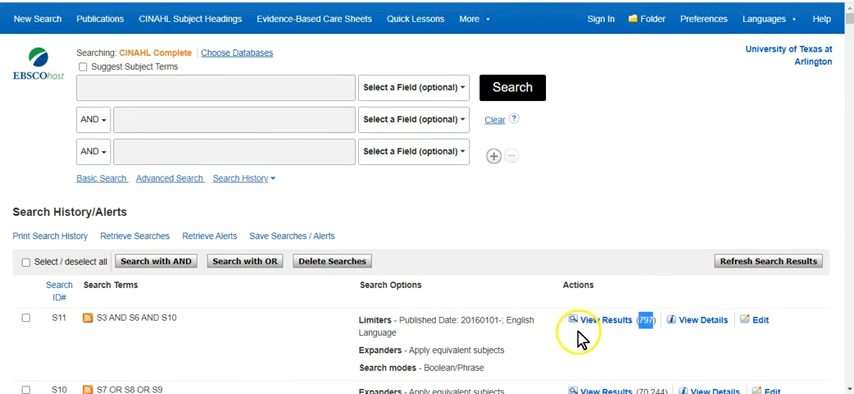 New Search Publications CINAHL Subject Headings Evidence-Based Care Sheets Quick Lessons More Sign In Folder Preferences Languages Help
Searching: CINAHL Complete Choose Databases
University of Texas at
Arlington
Suggest Subject Terms
EBSCOhost
Select a Field (optional) Search
AND Select a Field (optional) Clear ?
AND Select a Field (optional)
Basic Search Advanced Search Search History
Search History/Alerts
Print Search History Retrieve Searches Retrieve Alerts Save Searches / Alerts
Select / deselect all Search with AND Search with OR Delete Searches Refresh Search Results
Search
ID# Search Terms Search Options Actions
S11 S3 AND S6 AND S10 Limiters - Published Date: 20160101-; English
Language
View Results (797) View Details Edit
Expanders - Apply equivalent subjects
Search modes - Boolean/Phrase
S10 S7 OR S8 OR S9 Expanders - Apply equivalent subjects View Results (70,244) View Details Edit